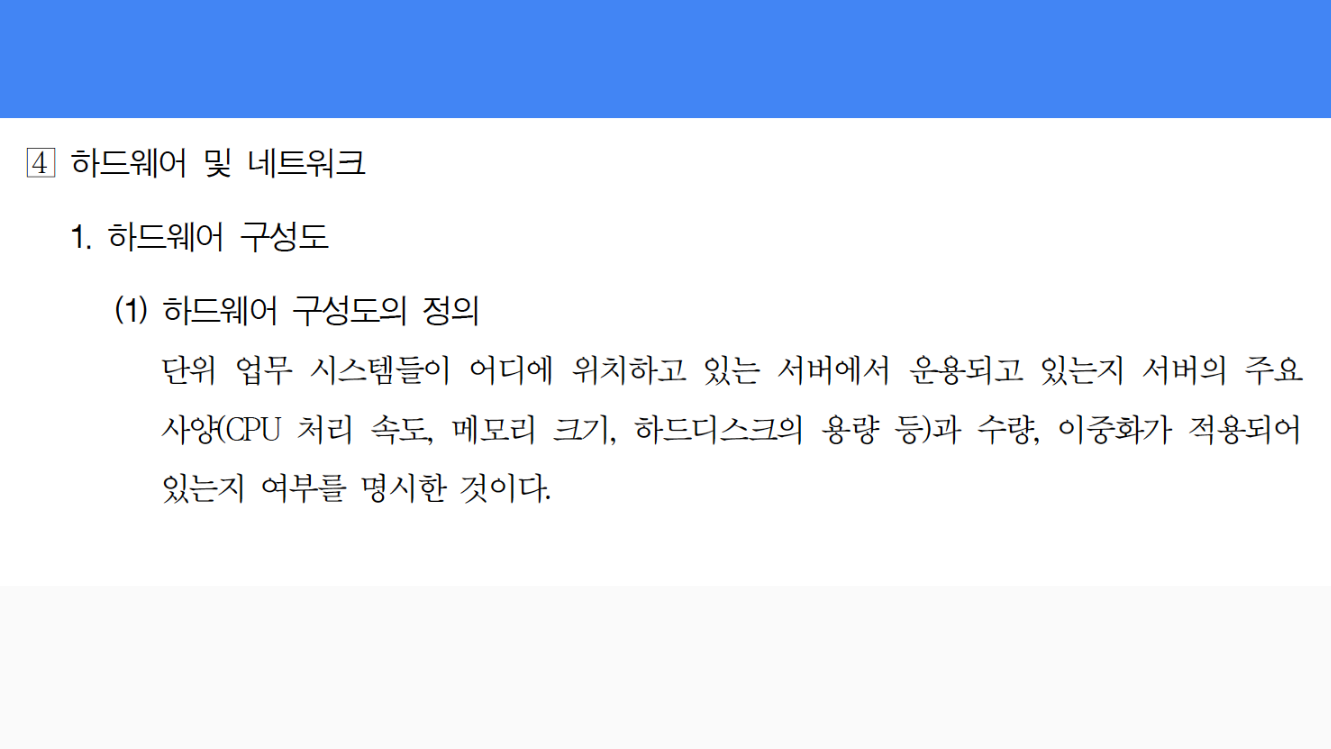 4 하드웨어 및 네트워크
1. 하드웨어 구성도
(1) 하드웨어 구성도의 정의
단위 업무 시스템들이 어디에 위치하고 있는 서버에서 운용되고 있는지 서버의 주요
사양(CPU 처리 속도, 메모리 크기, 하드디스크의 용량 등)과 수량, 이중화가 적용되어
있는지 여부를 명시한 것이다.